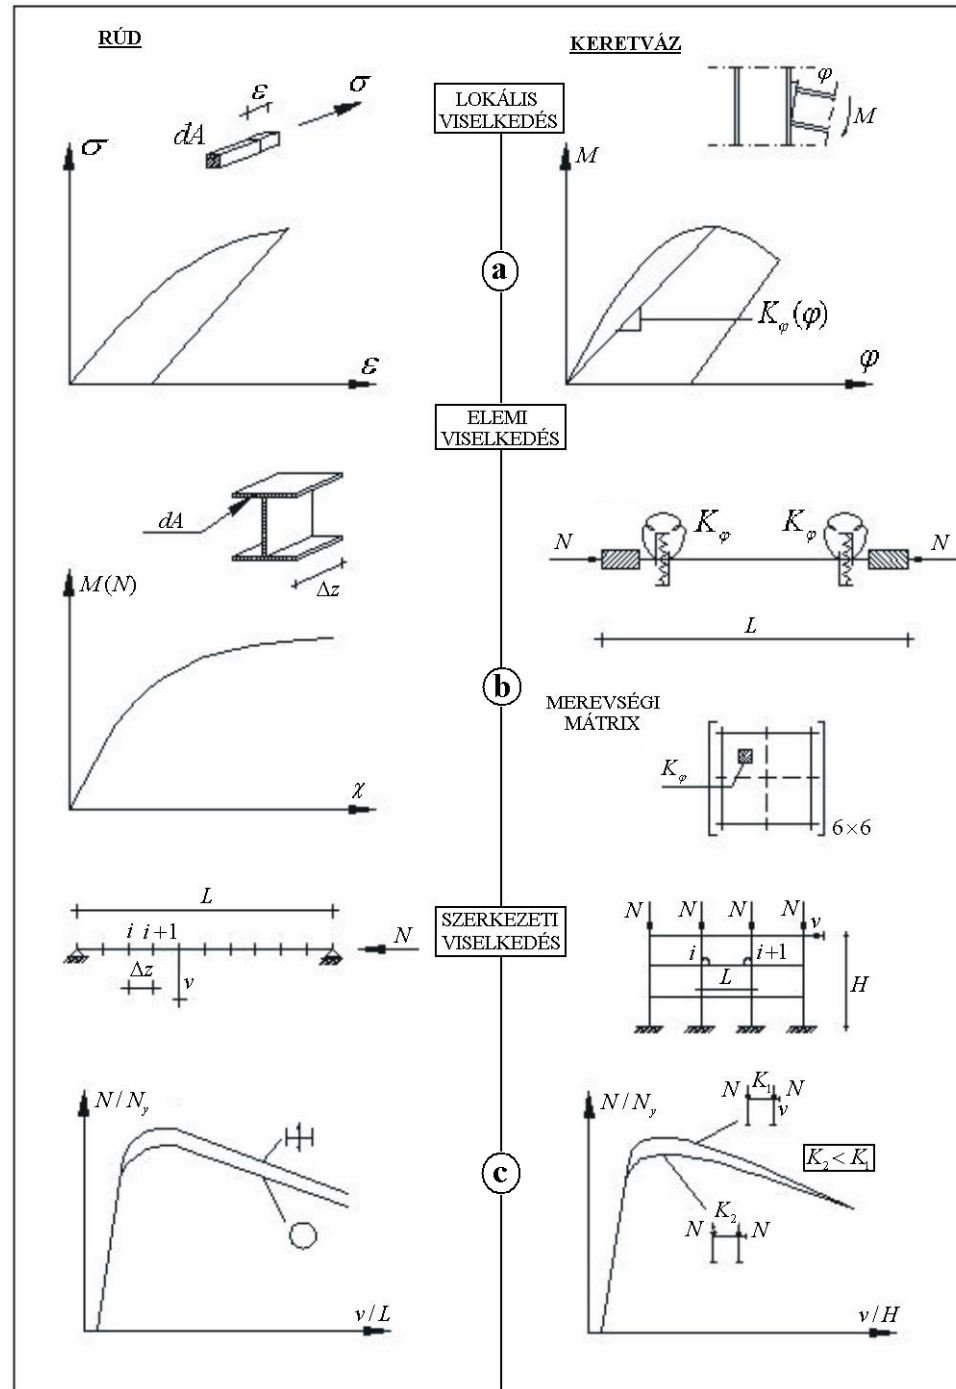 RÚD
KERETVÁZ
LOKÁLIS
VISELKEDÉS
σ
ε
σ
dA
ε
φ
M
M
K_φ(φ)
φ
a
ELEMI
VISELKEDÉS
dA
Δz
M(N)
χ
N
K_φ
K_φ
N
L
b
MEREVSÉGI
MÁTRIX
K_φ
6×6
SZERKEZETI
VISELKEDÉS
L
i i+1
N
Δz
v
N N N N
v
i
i+1
L
H
N/N_y
v/L
c
N/N_y
N K_1 N
v
K_2 < K_1
K_2
N N
v/H